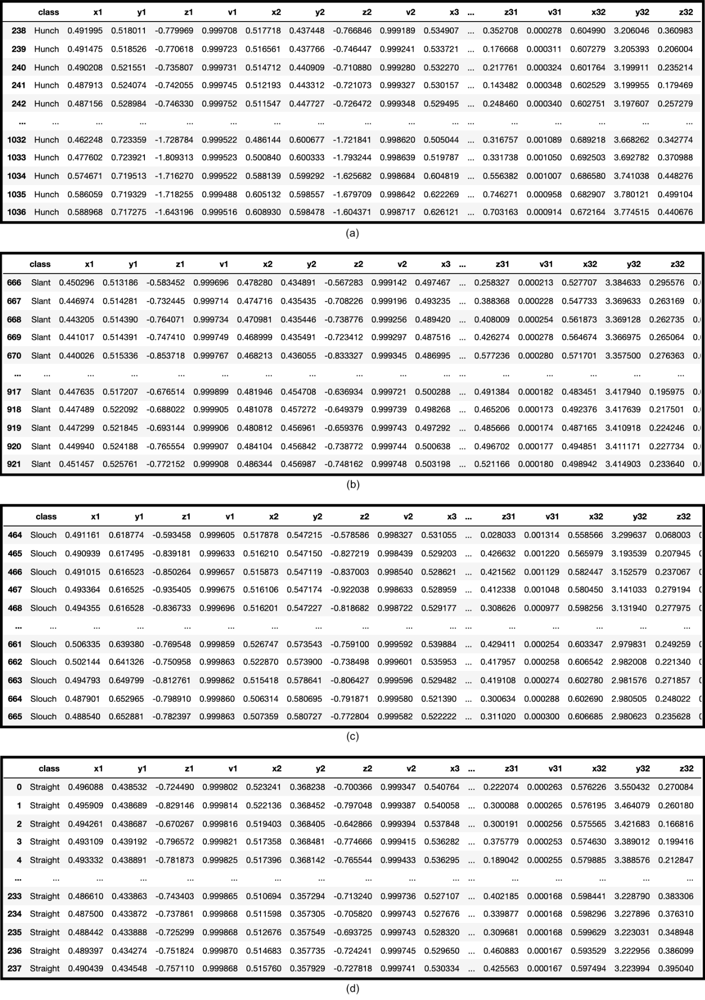 class x1 y1 z1 v1 x2 y2 z2 v2 x3 ... z31 v31 x32 y32 z32
238 Hunch 0.491995 0.518011 -0.779969 0.999708 0.517718 0.437448 -0.766846 0.999189 0.534907 ... 0.352708 0.000278 0.604990 3.206046 0.360983
239 Hunch 0.491475 0.518526 -0.770618 0.999723 0.516561 0.437766 -0.746447 0.999241 0.533721 ... 0.176668 0.000311 0.607279 3.205393 0.206004
240 Hunch 0.490208 0.521551 -0.735807 0.999731 0.514712 0.440909 -0.710880 0.999280 0.532270 ... 0.217761 0.000324 0.601764 3.199911 0.235214
241 Hunch 0.487913 0.524074 -0.742055 0.999745 0.512193 0.443312 -0.721073 0.999327 0.530157 ... 0.143482 0.000348 0.602529 3.199955 0.179469
242 Hunch 0.487156 0.528984 -0.746330 0.999752 0.511547 0.447727 -0.726472 0.999348 0.529495 ... 0.248460 0.000340 0.602751 3.197607 0.257279
... ... ... ... ... ... ... ... ... ... ... ... ... ... ... ... ...
1032 Hunch 0.462248 0.723359 -1.728784 0.999522 0.486144 0.600677 -1.721841 0.998620 0.505044 ... 0.316757 0.001089 0.689218 3.668262 0.342774
1033 Hunch 0.477602 0.723921 -1.809313 0.999523 0.500840 0.600333 -1.793244 0.998639 0.519787 ... 0.331738 0.001050 0.692503 3.692782 0.370988
1034 Hunch 0.574671 0.719513 -1.716270 0.999522 0.588139 0.599292 -1.625682 0.998684 0.604819 ... 0.556382 0.001007 0.686580 3.741038 0.448276
1035 Hunch 0.586059 0.719329 -1.718255 0.999488 0.605132 0.598557 -1.679709 0.998642 0.622269 ... 0.746271 0.000958 0.682907 3.780121 0.499104
1036 Hunch 0.588968 0.717275 -1.643196 0.999516 0.608930 0.598478 -1.604371 0.998717 0.626121 ... 0.703163 0.000914 0.672164 3.774515 0.440676
(a)
class x1 y1 z1 v1 x2 y2 z2 v2 x3 ... z31 v31 x32 y32 z32
666 Slant 0.450296 0.513186 -0.583452 0.999696 0.478280 0.434891 -0.567283 0.999142 0.497467 ... 0.258327 0.000213 0.527707 3.384633 0.295576 0.
667 Slant 0.446974 0.514281 -0.732445 0.999714 0.474716 0.435435 -0.708226 0.999196 0.493235 ... 0.388368 0.000228 0.547733 3.369633 0.263169 0.
668 Slant 0.443205 0.514390 -0.764071 0.999734 0.470981 0.435446 -0.738776 0.999256 0.489420 ... 0.408009 0.000254 0.561873 3.369128 0.262735 0.
669 Slant 0.441017 0.514391 -0.747410 0.999749 0.468999 0.435491 -0.723412 0.999297 0.487516 ... 0.426274 0.000278 0.564674 3.366975 0.265064 0.
670 Slant 0.440026 0.515336 -0.853718 0.999767 0.468213 0.436055 -0.833327 0.999345 0.486995 ... 0.577236 0.000280 0.571701 3.357500 0.276363 0.
... ... ... ... ... ... ... ... ... ... ... ... ... ... ... ... ...
917 Slant 0.447635 0.517207 -0.676514 0.999899 0.481946 0.454708 -0.636934 0.999721 0.500288 ... 0.491384 0.000182 0.483451 3.417940 0.195975 0.
918 Slant 0.447489 0.522092 -0.688022 0.999905 0.481078 0.457272 -0.649379 0.999739 0.498268 ... 0.465206 0.000173 0.492376 3.417639 0.217501 0.
919 Slant 0.447299 0.521845 -0.693144 0.999906 0.480812 0.456961 -0.659376 0.999743 0.497292 ... 0.485666 0.000174 0.487165 3.410918 0.224246 0.
920 Slant 0.449940 0.524188 -0.765554 0.999907 0.484104 0.456842 -0.738772 0.999744 0.500638 ... 0.496702 0.000177 0.494851 3.411171 0.227734 0.
921 Slant 0.451457 0.525761 -0.772152 0.999908 0.486344 0.456987 -0.748162 0.999748 0.503198 ... 0.521166 0.000180 0.498942 3.414903 0.233640 0.
(b)
class x1 y1 z1 v1 x2 y2 z2 v2 x3 ... z31 v31 x32 y32 z32
464 Slouch 0.491161 0.618774 -0.593458 0.999605 0.517878 0.547215 -0.578586 0.998327 0.531055 ... 0.028033 0.001314 0.558566 3.299637 0.068003
465 Slouch 0.490939 0.617495 -0.839181 0.999633 0.516210 0.547150 -0.827219 0.998439 0.529203 ... 0.426632 0.001220 0.565979 3.193539 0.207945
466 Slouch 0.491015 0.616523 -0.850264 0.999657 0.515873 0.547119 -0.837003 0.998540 0.528621 ... 0.421562 0.001129 0.582447 3.152579 0.237067
467 Slouch 0.493364 0.616525 -0.935405 0.999675 0.516106 0.547174 -0.922038 0.998633 0.528959 ... 0.412338 0.001048 0.580450 3.141033 0.279194
468 Slouch 0.494355 0.616528 -0.836733 0.999696 0.516201 0.547227 -0.818682 0.998722 0.529177 ... 0.308626 0.000977 0.598256 3.131940 0.277975
... ... ... ... ... ... ... ... ... ... ... ... ... ... ... ... ...
661 Slouch 0.506335 0.639380 -0.769548 0.999859 0.526747 0.573543 -0.759100 0.999592 0.539884 ... 0.429411 0.000254 0.603347 2.979831 0.249259
662 Slouch 0.502144 0.641326 -0.750958 0.999863 0.522870 0.573900 -0.738498 0.999601 0.535953 ... 0.417957 0.000258 0.606542 2.982008 0.221340
663 Slouch 0.494793 0.649799 -0.812761 0.999862 0.515418 0.578641 -0.806427 0.999596 0.529482 ... 0.419108 0.000274 0.602780 2.981576 0.271857
664 Slouch 0.487901 0.652965 -0.798910 0.999860 0.506314 0.580695 -0.791871 0.999580 0.521390 ... 0.300634 0.000288 0.602690 2.980505 0.248022
665 Slouch 0.488540 0.652881 -0.782397 0.999863 0.507359 0.580727 -0.772804 0.999582 0.522222 ... 0.311020 0.000300 0.606685 2.980623 0.235628
(c)
class x1 y1 z1 v1 x2 y2 z2 v2 x3 ... z31 v31 x32 y32 z32
0 Straight 0.496088 0.438532 -0.724490 0.999802 0.523241 0.368238 -0.700366 0.999347 0.540764 ... 0.222074 0.000263 0.576226 3.550432 0.270084
1 Straight 0.495909 0.438689 -0.829146 0.999814 0.522136 0.368452 -0.797048 0.999387 0.540058 ... 0.300088 0.000265 0.576195 3.464079 0.260180
2 Straight 0.494261 0.438687 -0.670267 0.999816 0.519403 0.368405 -0.642866 0.999394 0.537848 ... 0.300191 0.000256 0.575565 3.421683 0.166816
3 Straight 0.493109 0.439192 -0.796572 0.999821 0.517358 0.368481 -0.774666 0.999415 0.536282 ... 0.375779 0.000253 0.574630 3.389012 0.199416
4 Straight 0.493332 0.438891 -0.781873 0.999825 0.517396 0.368142 -0.765544 0.999433 0.536295 ... 0.189042 0.000255 0.579885 3.388576 0.212847
... ... ... ... ... ... ... ... ... ... ... ... ... ... ... ... ...
233 Straight 0.486610 0.433863 -0.743403 0.999865 0.510694 0.357294 -0.713240 0.999736 0.527107 ... 0.402185 0.000168 0.598441 3.228790 0.383306
234 Straight 0.487500 0.433872 -0.737861 0.999868 0.511598 0.357305 -0.705820 0.999743 0.527676 ... 0.339877 0.000168 0.598296 3.227896 0.376310
235 Straight 0.488442 0.433888 -0.725299 0.999868 0.512676 0.357549 -0.693725 0.999743 0.528320 ... 0.309681 0.000168 0.599629 3.223031 0.348948
236 Straight 0.489397 0.434274 -0.751824 0.999870 0.514683 0.357735 -0.724241 0.999745 0.529650 ... 0.460883 0.000167 0.593529 3.222956 0.386099
237 Straight 0.490439 0.434548 -0.757110 0.999868 0.515760 0.357929 -0.727818 0.999741 0.530334 ... 0.425563 0.000167 0.597494 3.223994 0.395040
(d)